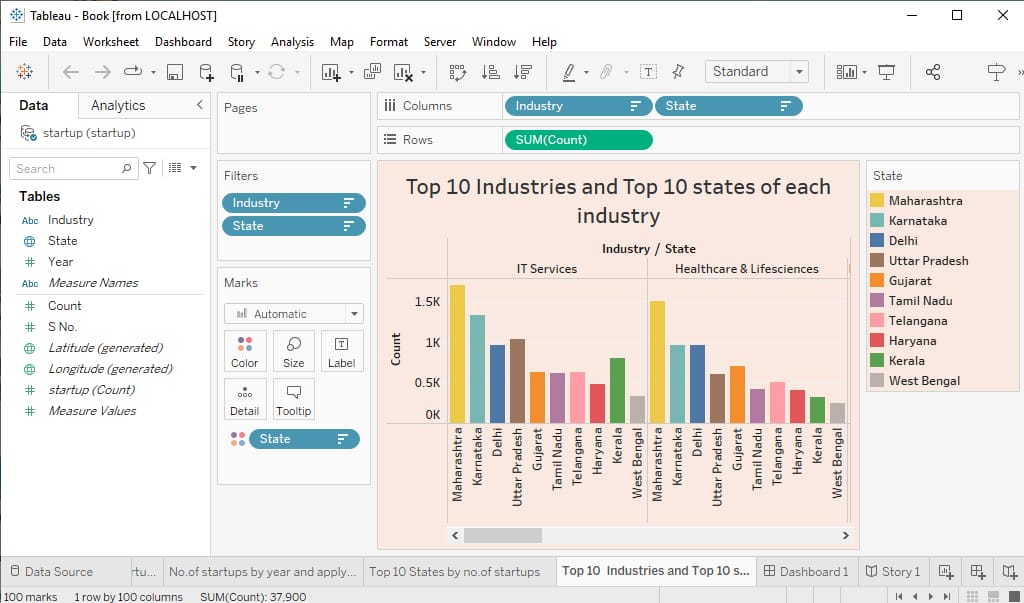 Tableau - Book [from LOCALHOST]
File Data Worksheet Dashboard Story Analysis Map Format Server Window Help
Standard
Data Analytics
startup (startup)
Search
Tables
Abc Industry
State
# Year
Abc Measure Names
# Count
# S No.
Latitude (generated)
Longitude (generated)
# startup (Count)
# Measure Values
Pages
Filters
Industry
State
Marks
Automatic
Color Size Label
Detail Tooltip
State
Columns Industry State
Rows SUM(Count)
Top 10 Industries and Top 10 states of each
industry
Industry / State
IT Services Healthcare & Lifesciences
Count
1.5K
1K
0.5K
0K
Maharashtra
Karnataka
Delhi
Uttar Pradesh
Gujarat
Tamil Nadu
Telangana
Haryana
Kerala
West Bengal
Maharashtra
Karnataka
Delhi
Uttar Pradesh
Gujarat
Tamil Nadu
Telangana
Haryana
Kerala
West Bengal
State
Maharashtra
Karnataka
Delhi
Uttar Pradesh
Gujarat
Tamil Nadu
Telangana
Haryana
Kerala
West Bengal
Data Source rtu... No.of startups by year and apply... Top 10 States by no.of startups Top 10 Industries and Top 10 s... Dashboard 1 Story 1
100 marks 1 row by 100 columns SUM(Count): 37,900